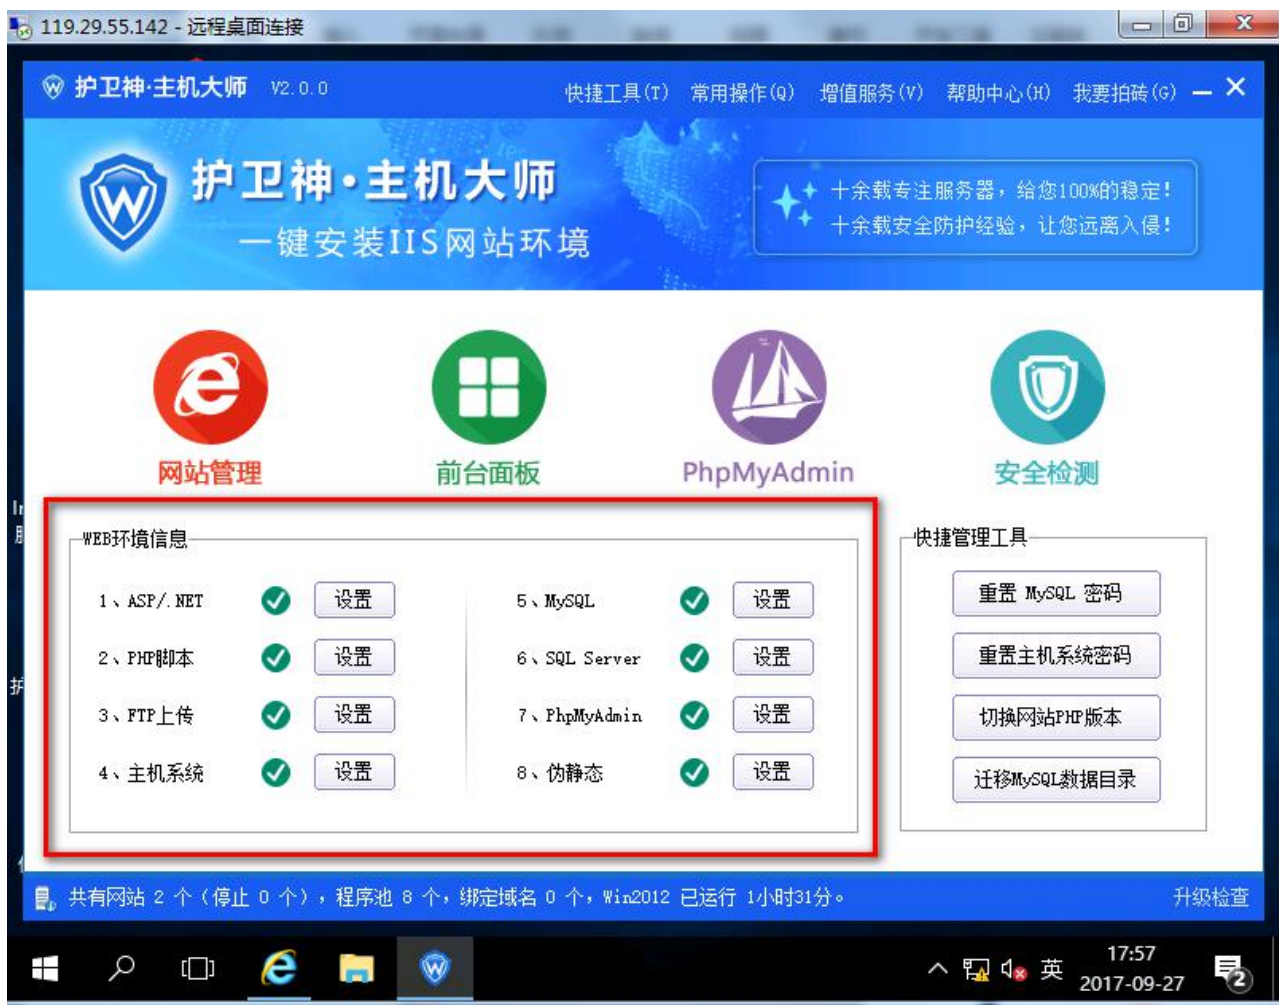 119.29.55.142 - 远程桌面连接
护卫神·主机大师 V2.0.0 快捷工具(T) 常用操作(Q) 增值服务(V) 帮助中心(H) 我要拍砖(G)
护卫神·主机大师
一键安装IIS网站环境
十余载专注服务器，给您100%的稳定！
十余载安全防护经验，让您远离入侵！
网站管理 前台面板 PhpMyAdmin 安全检测
WEB环境信息
1、ASP/.NET 设置
2、PHP脚本 设置
3、FTP上传 设置
4、主机系统 设置
5、MySQL 设置
6、SQL Server 设置
7、PhpMyAdmin 设置
8、伪静态 设置
快捷管理工具
重置 MySQL 密码
重置主机系统密码
切换网站PHP版本
迁移MySQL数据目录
共有网站 2 个（停止 0 个），程序池 8 个，绑定域名 0 个，Win2012 已运行 1小时31分。 升级检查
英
17:57
2017-09-27
2